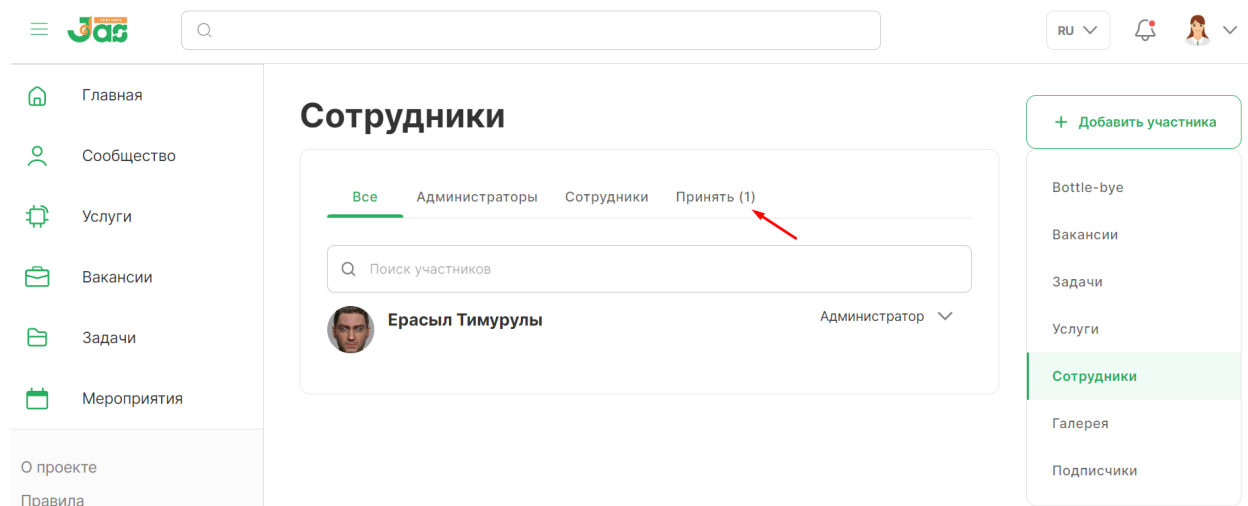 Jas
RU
Главная
Сообщество
Услуги
Вакансии
Задачи
Мероприятия
О проекте
Правила
Сотрудники
Все Администраторы Сотрудники Принять (1)
Поиск участников
Ерасыл Тимурулы Администратор
+ Добавить участника
Bottle-bye
Вакансии
Задачи
Услуги
Сотрудники
Галерея
Подписчики